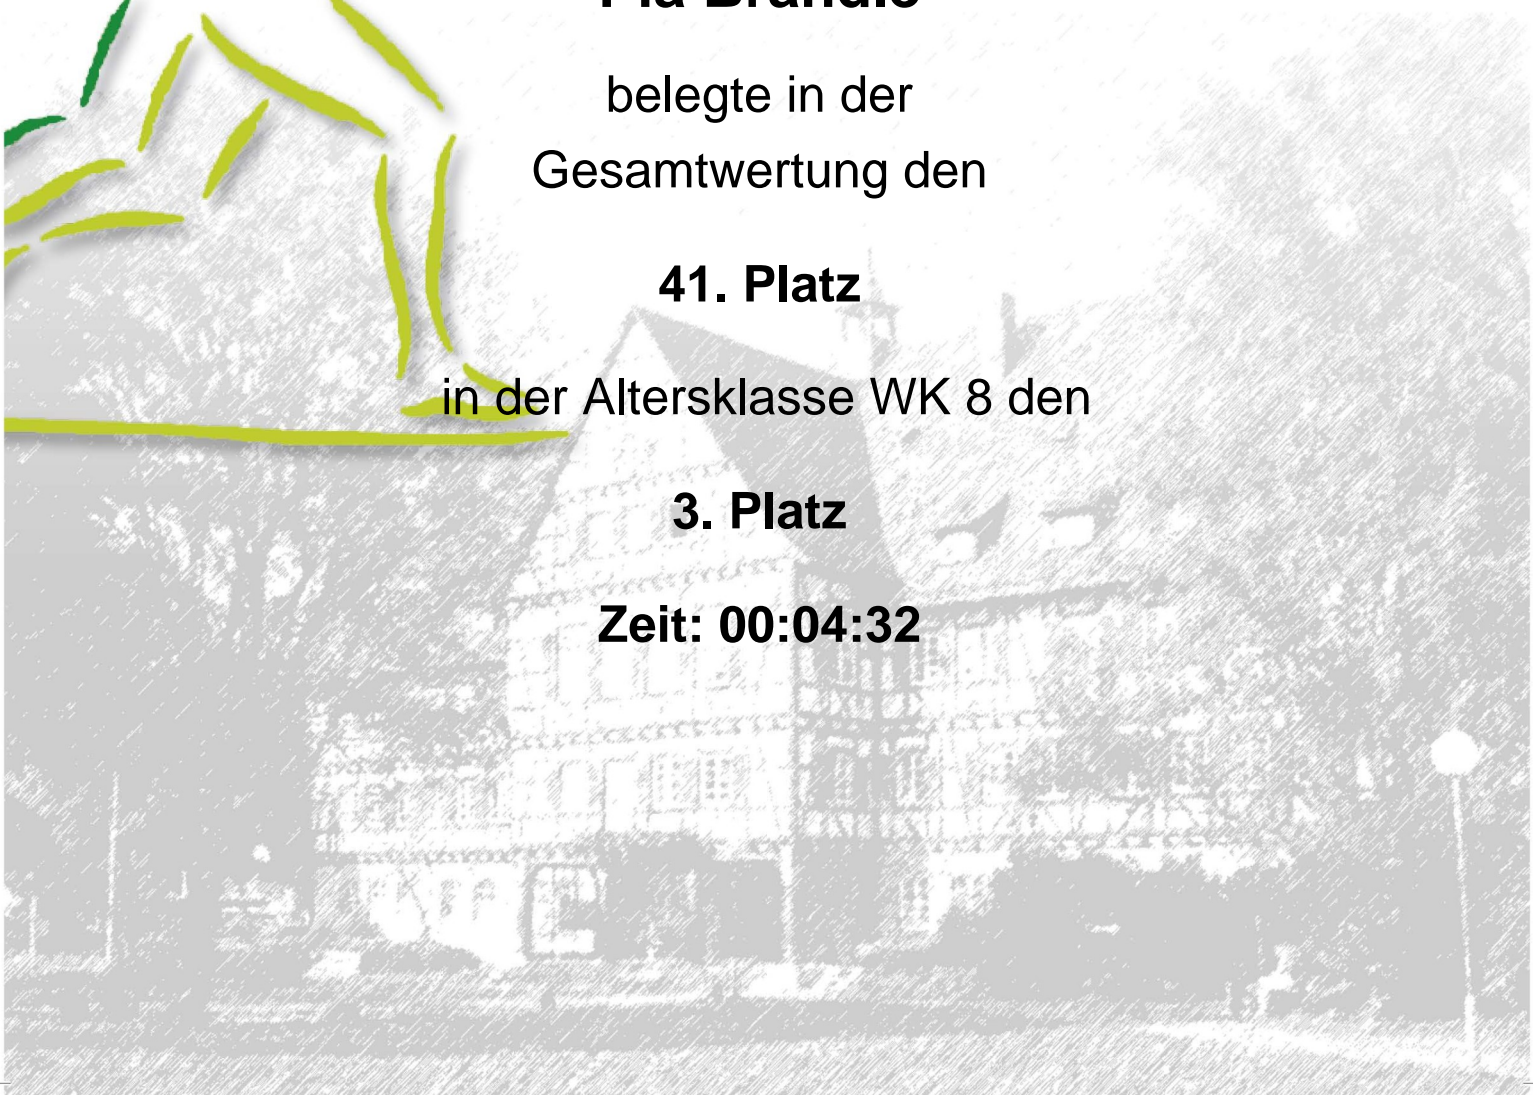 belegte in der
Gesamtwertung den
41. Platz
in der Altersklasse WK 8 den
3. Platz
Zeit: 00:04:32